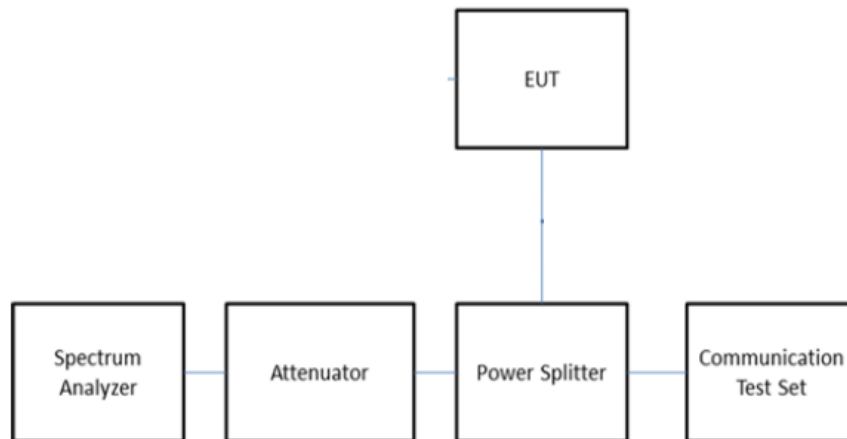 EUT
Spectrum
Analyzer
Attenuator
Power Splitter
Communication
Test Set